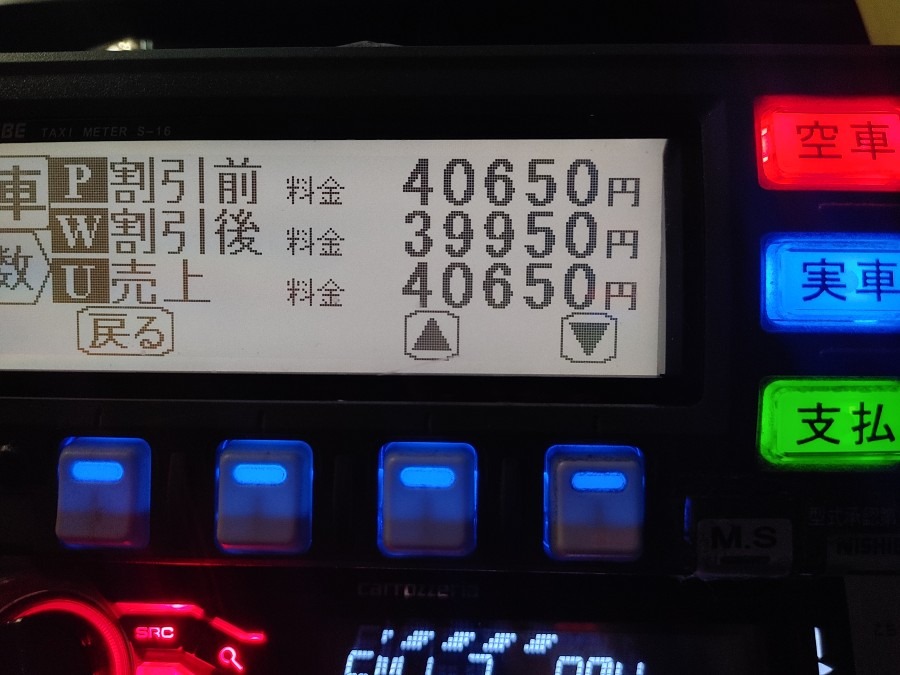 BE TAXI METER S-16
空車
車 P 割引前 料金 40650円
W 割引後 料金 39950円
数 U 売上 料金 40650円
戻る ▲ ▼
実車
支払
M.S
carrozzeria
SRC